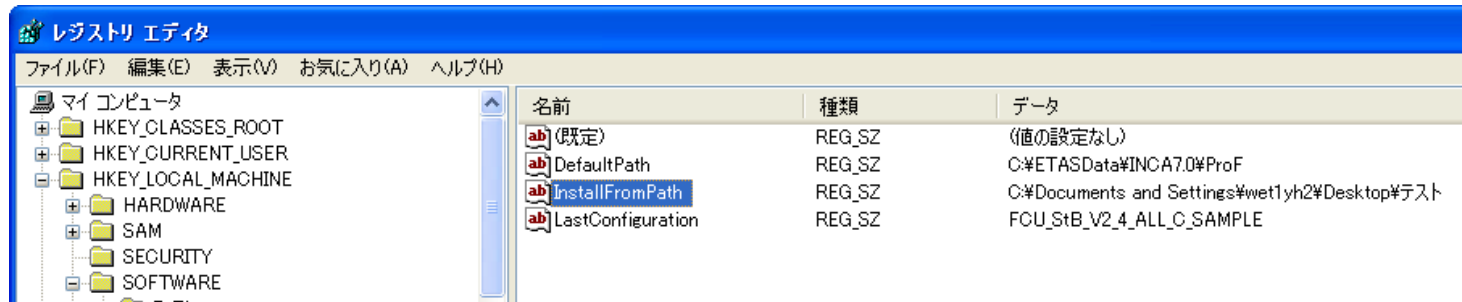 レジストリ エディタ
ファイル(F) 編集(E) 表示(V) お気に入り(A) ヘルプ(H)
マイ コンピュータ
HKEY_CLASSES_ROOT
HKEY_CURRENT_USER
HKEY_LOCAL_MACHINE
HARDWARE
SAM
SECURITY
SOFTWARE
名前 種類 データ
(既定) REG_SZ (値の設定なし)
DefaultPath REG_SZ C:¥ETASData¥INCA7.0¥ProF
InstallFromPath REG_SZ C:¥Documents and Settings¥wet1yh2¥Desktop¥テスト
LastConfiguration REG_SZ FCU_StB_V2_4_ALL_C_SAMPLE